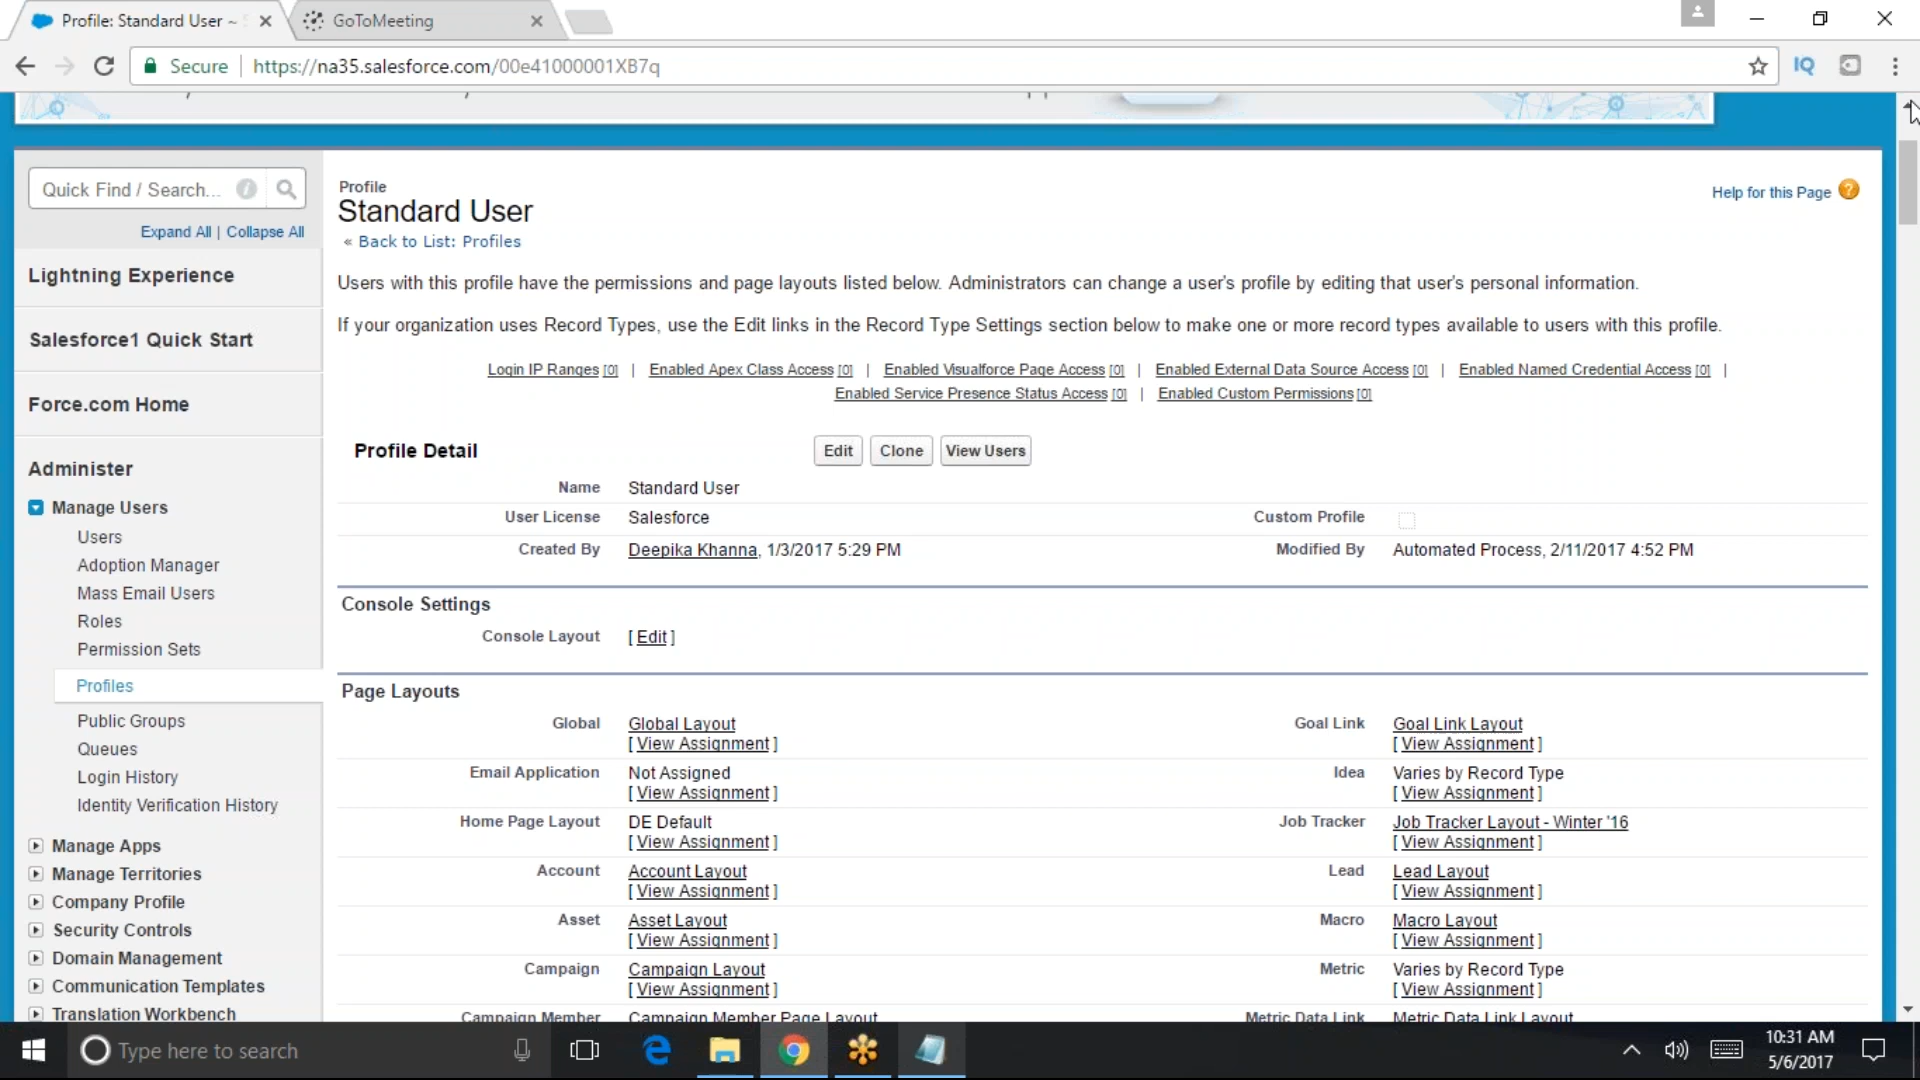 Profile: Standard User ~
GoToMeeting
Secure
https://na35.salesforce.com/00e41000001XB7q
IQ
Quick Find / Search...
Expand All | Collapse All
Lightning Experience
Salesforce1 Quick Start
Force.com Home
Administer
Manage Users
Users
Adoption Manager
Mass Email Users
Roles
Permission Sets
Profiles
Public Groups
Queues
Login History
Identity Verification History
Manage Apps
Manage Territories
Company Profile
Security Controls
Domain Management
Communication Templates
Translation Workbench
Profile
Standard User
« Back to List: Profiles
Help for this Page ?
Users with this profile have the permissions and page layouts listed below. Administrators can change a user's profile by editing that user's personal information.
If your organization uses Record Types, use the Edit links in the Record Type Settings section below to make one or more record types available to users with this profile.
Login IP Ranges [0] | Enabled Apex Class Access [0] | Enabled Visualforce Page Access [0] | Enabled External Data Source Access [0] | Enabled Named Credential Access [0] |
Enabled Service Presence Status Access [0] | Enabled Custom Permissions [0]
Profile Detail Edit Clone View Users
Name Standard User
User License Salesforce Custom Profile
Created By Deepika Khanna, 1/3/2017 5:29 PM Modified By Automated Process, 2/11/2017 4:52 PM
Console Settings
Console Layout [ Edit ]
Page Layouts
Global Global Layout Goal Link Goal Link Layout
[ View Assignment ] [ View Assignment ]
Email Application Not Assigned Idea Varies by Record Type
[ View Assignment ] [ View Assignment ]
Home Page Layout DE Default Job Tracker Job Tracker Layout - Winter '16
[ View Assignment ] [ View Assignment ]
Account Account Layout Lead Lead Layout
[ View Assignment ] [ View Assignment ]
Asset Asset Layout Macro Macro Layout
[ View Assignment ] [ View Assignment ]
Campaign Campaign Layout Metric Varies by Record Type
[ View Assignment ] [ View Assignment ]
Campaign Member Campaign Member Page Layout Metric Data Link Metric Data Link Layout
Type here to search
10:31 AM
5/6/2017